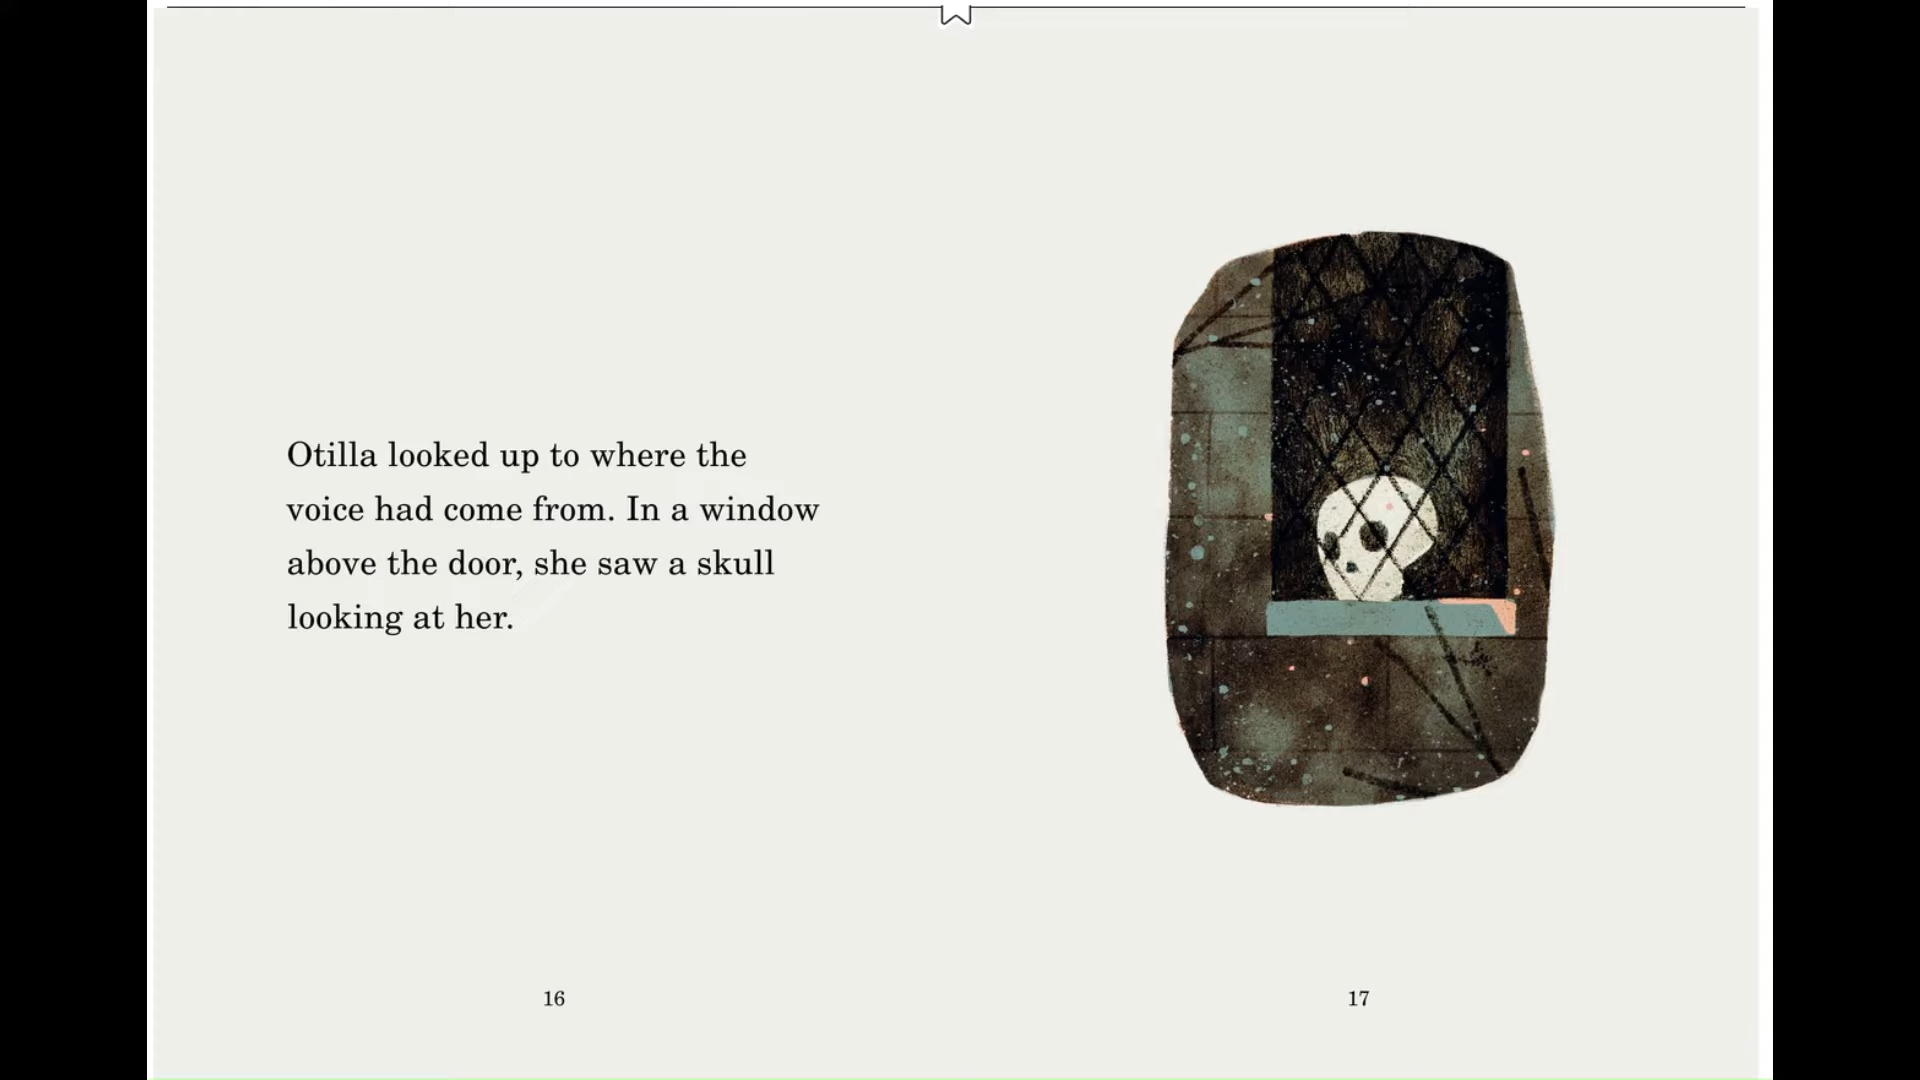 Otilla looked up to where the
voice had come from. In a window
above the door, she saw a skull
looking at her.
16
17